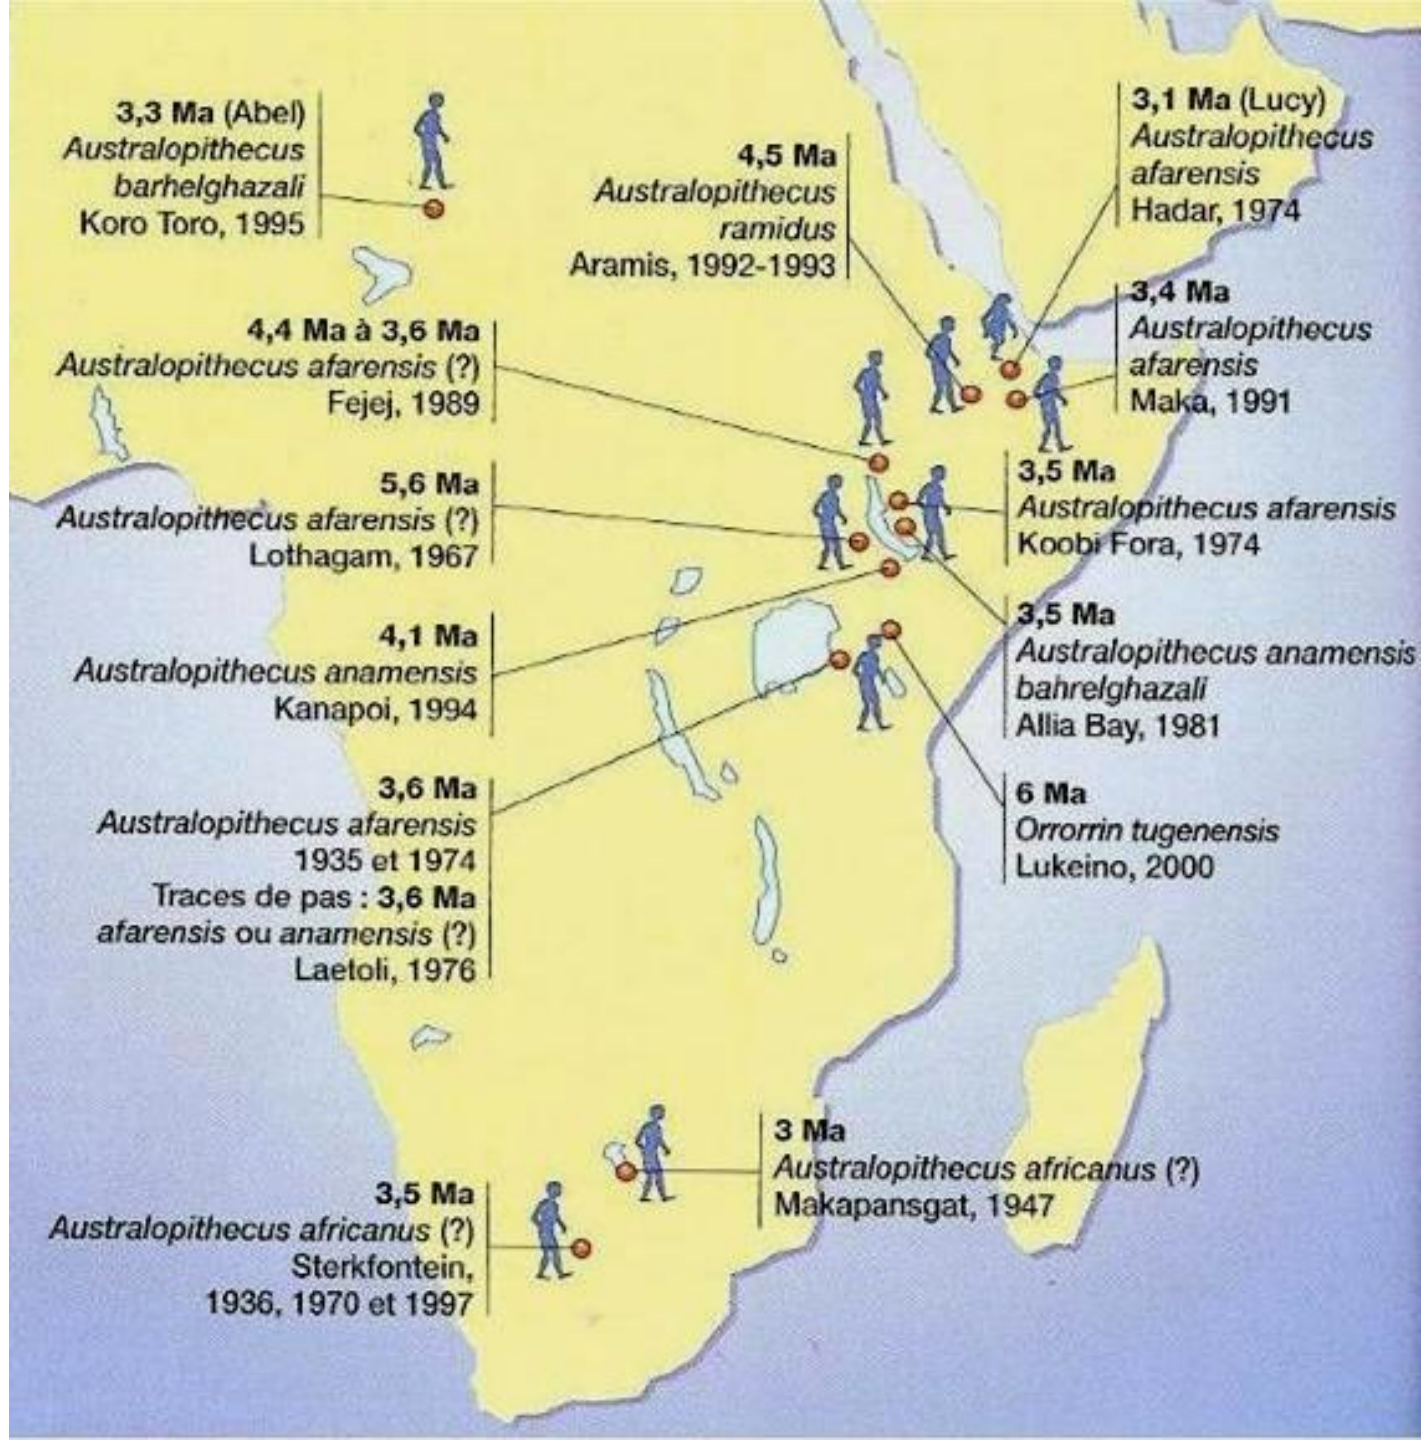 3,3 Ma (Abel)
Australopithecus
barhelghazali
Koro Toro, 1995
4,5 Ma
Australopithecus
ramidus
Aramis, 1992-1993
3,1 Ma (Lucy)
Australopithecus
afarensis
Hadar, 1974
3,4 Ma
Australopithecus
afarensis
Maka, 1991
4,4 Ma à 3,6 Ma
Australopithecus afarensis (?)
Fejej, 1989
5,6 Ma
Australopithecus afarensis (?)
Lothagam, 1967
3,5 Ma
Australopithecus afarensis
Koobi Fora, 1974
4,1 Ma
Australopithecus anamensis
Kanapoi, 1994
3,5 Ma
Australopithecus anamensis
bahrelghazali
Allia Bay, 1981
3,6 Ma
Australopithecus afarensis
1935 et 1974
Traces de pas : 3,6 Ma
afarensis ou anamensis (?)
Laetoli, 1976
6 Ma
Orrorrin tugenensis
Lukeino, 2000
3 Ma
Australopithecus africanus (?)
Makapansgat, 1947
3,5 Ma
Australopithecus africanus (?)
Sterkfontein,
1936, 1970 et 1997